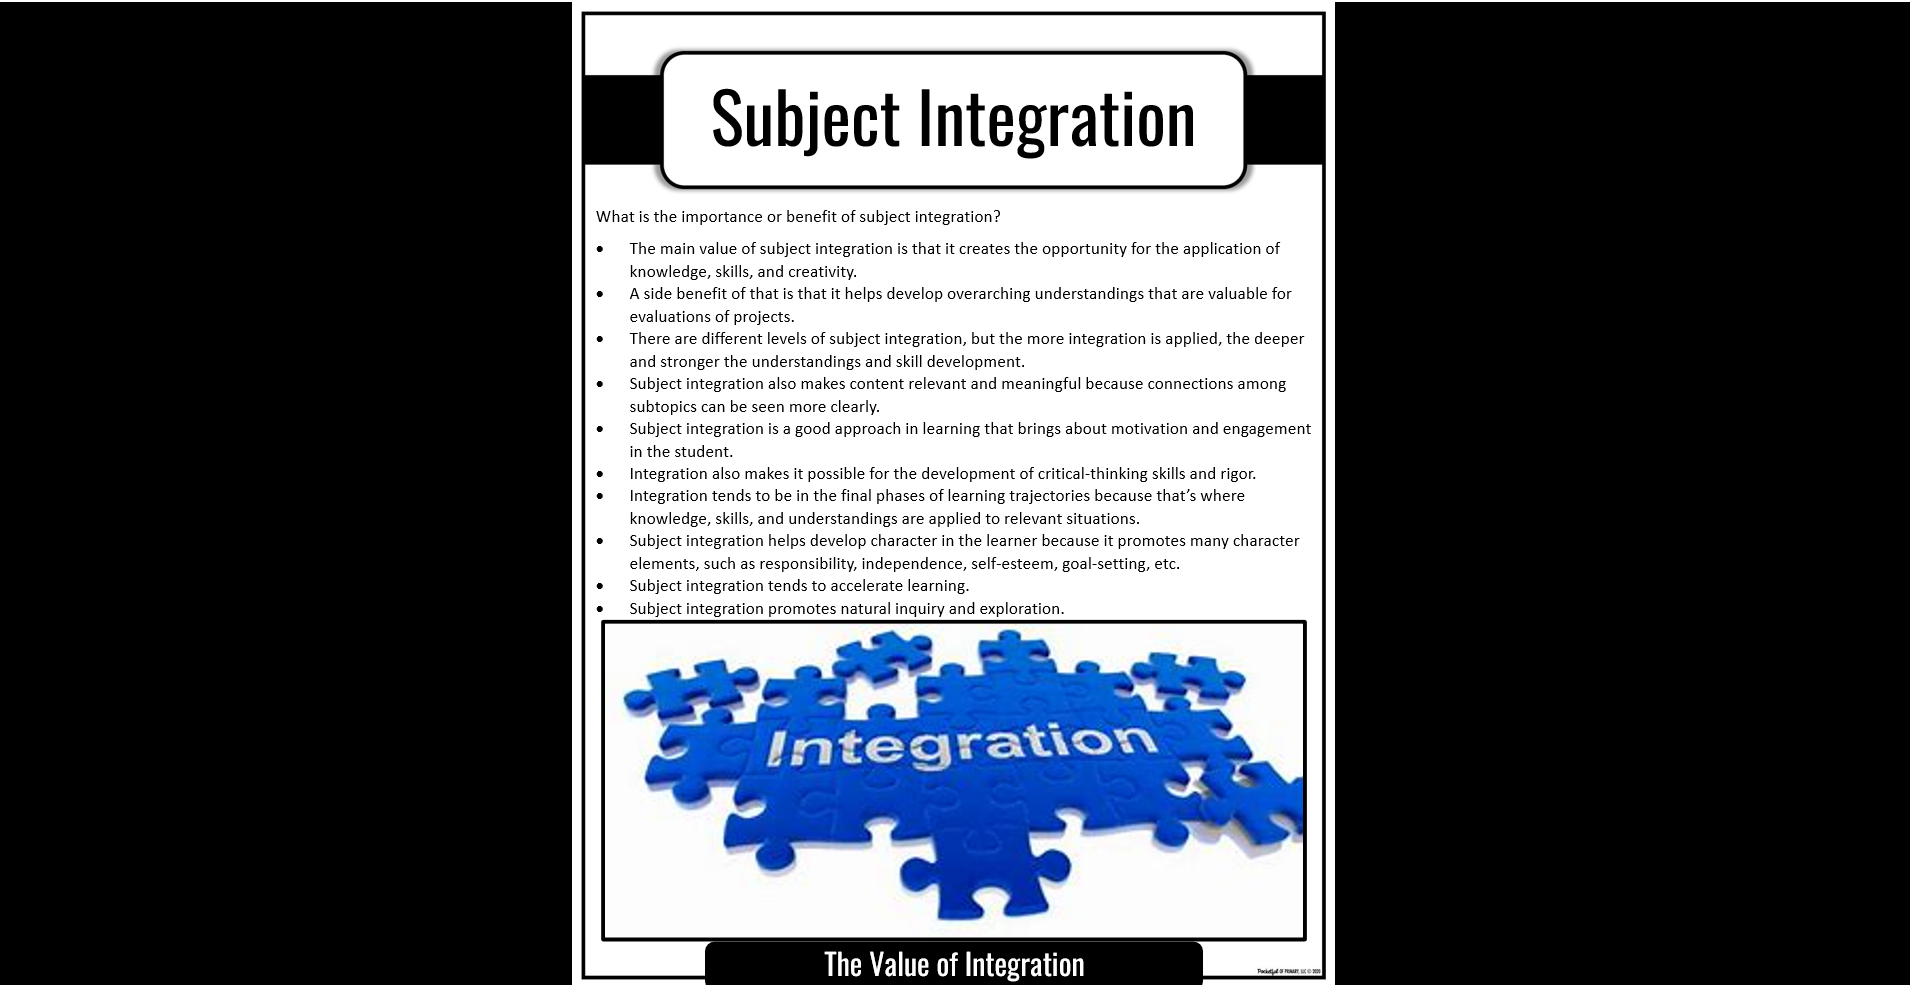 Subject Integration
What is the importance or benefit of subject integration?
• The main value of subject integration is that it creates the opportunity for the application of
knowledge, skills, and creativity.
• A side benefit of that is that it helps develop overarching understandings that are valuable for
evaluations of projects.
• There are different levels of subject integration, but the more integration is applied, the deeper
and stronger the understandings and skill development.
• Subject integration also makes content relevant and meaningful because connections among
subtopics can be seen more clearly.
• Subject integration is a good approach in learning that brings about motivation and engagement
in the student.
• Integration also makes it possible for the development of critical-thinking skills and rigor.
• Integration tends to be in the final phases of learning trajectories because that’s where
knowledge, skills, and understandings are applied to relevant situations.
• Subject integration helps develop character in the learner because it promotes many character
elements, such as responsibility, independence, self-esteem, goal-setting, etc.
• Subject integration tends to accelerate learning.
• Subject integration promotes natural inquiry and exploration.
Integration
The Value of Integration
Pocketful OF PRIMARY, LLC © 2020